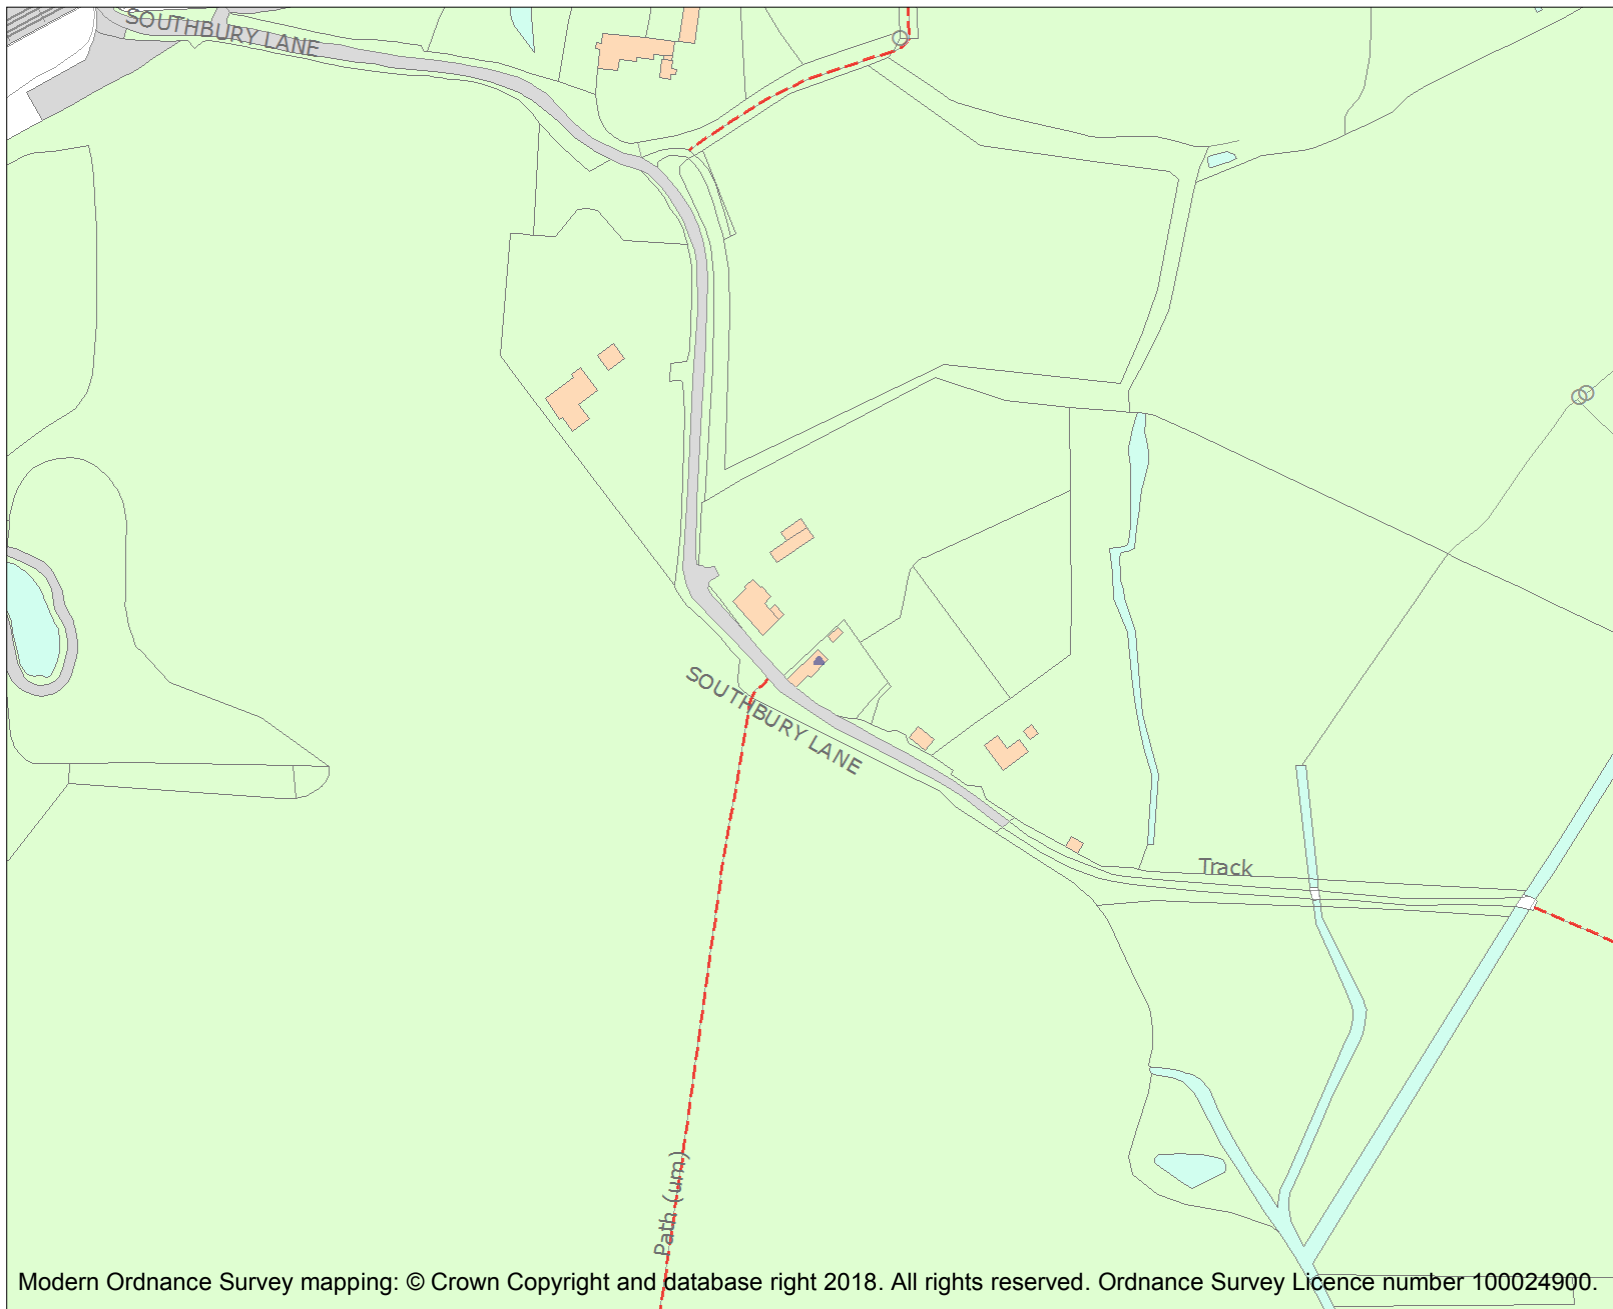 SOUTHBURY LANE
SOUTHBURY LANE
Track
Path (um)
Modern Ordnance Survey mapping: © Crown Copyright and database right 2018. All rights reserved. Ordnance Survey Licence number 100024900.